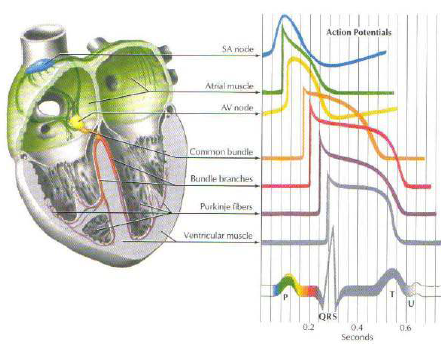 Action Potentials
SA node
Atrial muscle
AV node
Common bundle
Bundle branches
Purkinje fibers
Ventricular muscle
P
QRS
T
U
0.2
0.4
0.6
Seconds